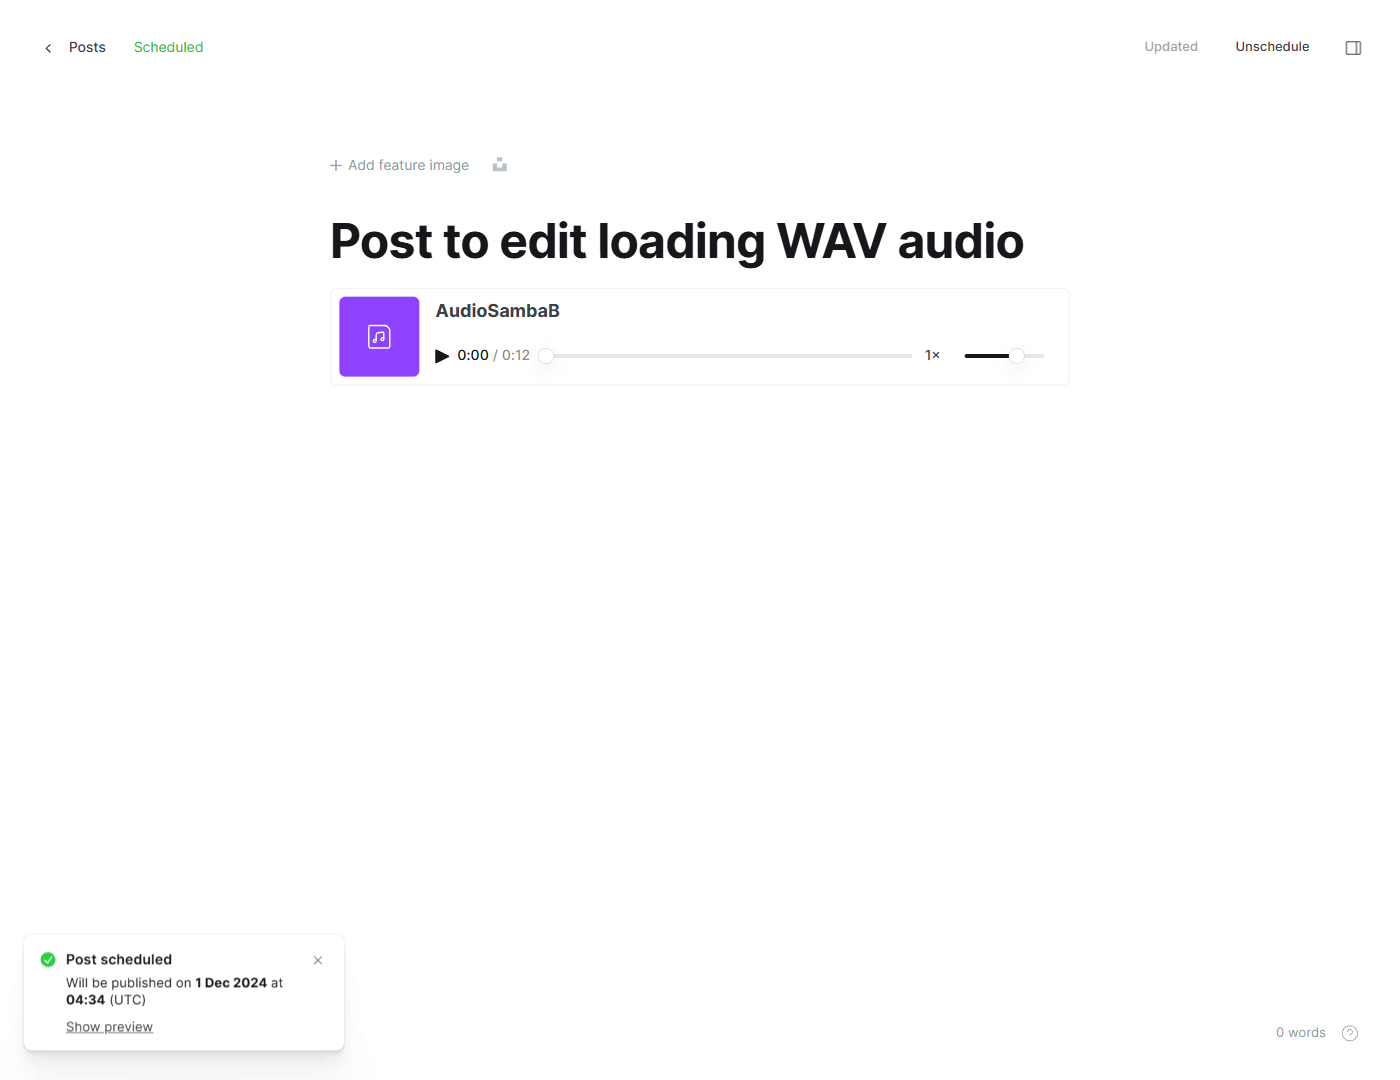 Posts
Scheduled
Updated
Unschedule
Add feature image
Post to edit loading WAV audio
AudioSambaB
0:00 / 0:12
1×
Post scheduled
Will be published on 1 Dec 2024 at
04:34 (UTC)
Show preview
0 words
?